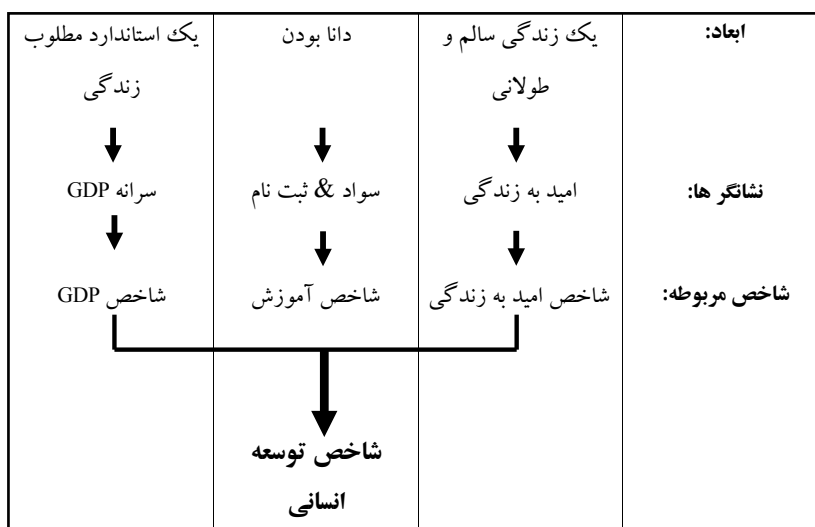 ابعاد: یک زندگی سالم و دانا بودن یک استاندارد مطلوب
طولانی زندگی
نشانگر ها: امید به زندگی سواد & ثبت نام سرانه GDP
شاخص مربوطه: شاخص امید به زندگی شاخص آموزش شاخص GDP
شاخص توسعه
انسانی